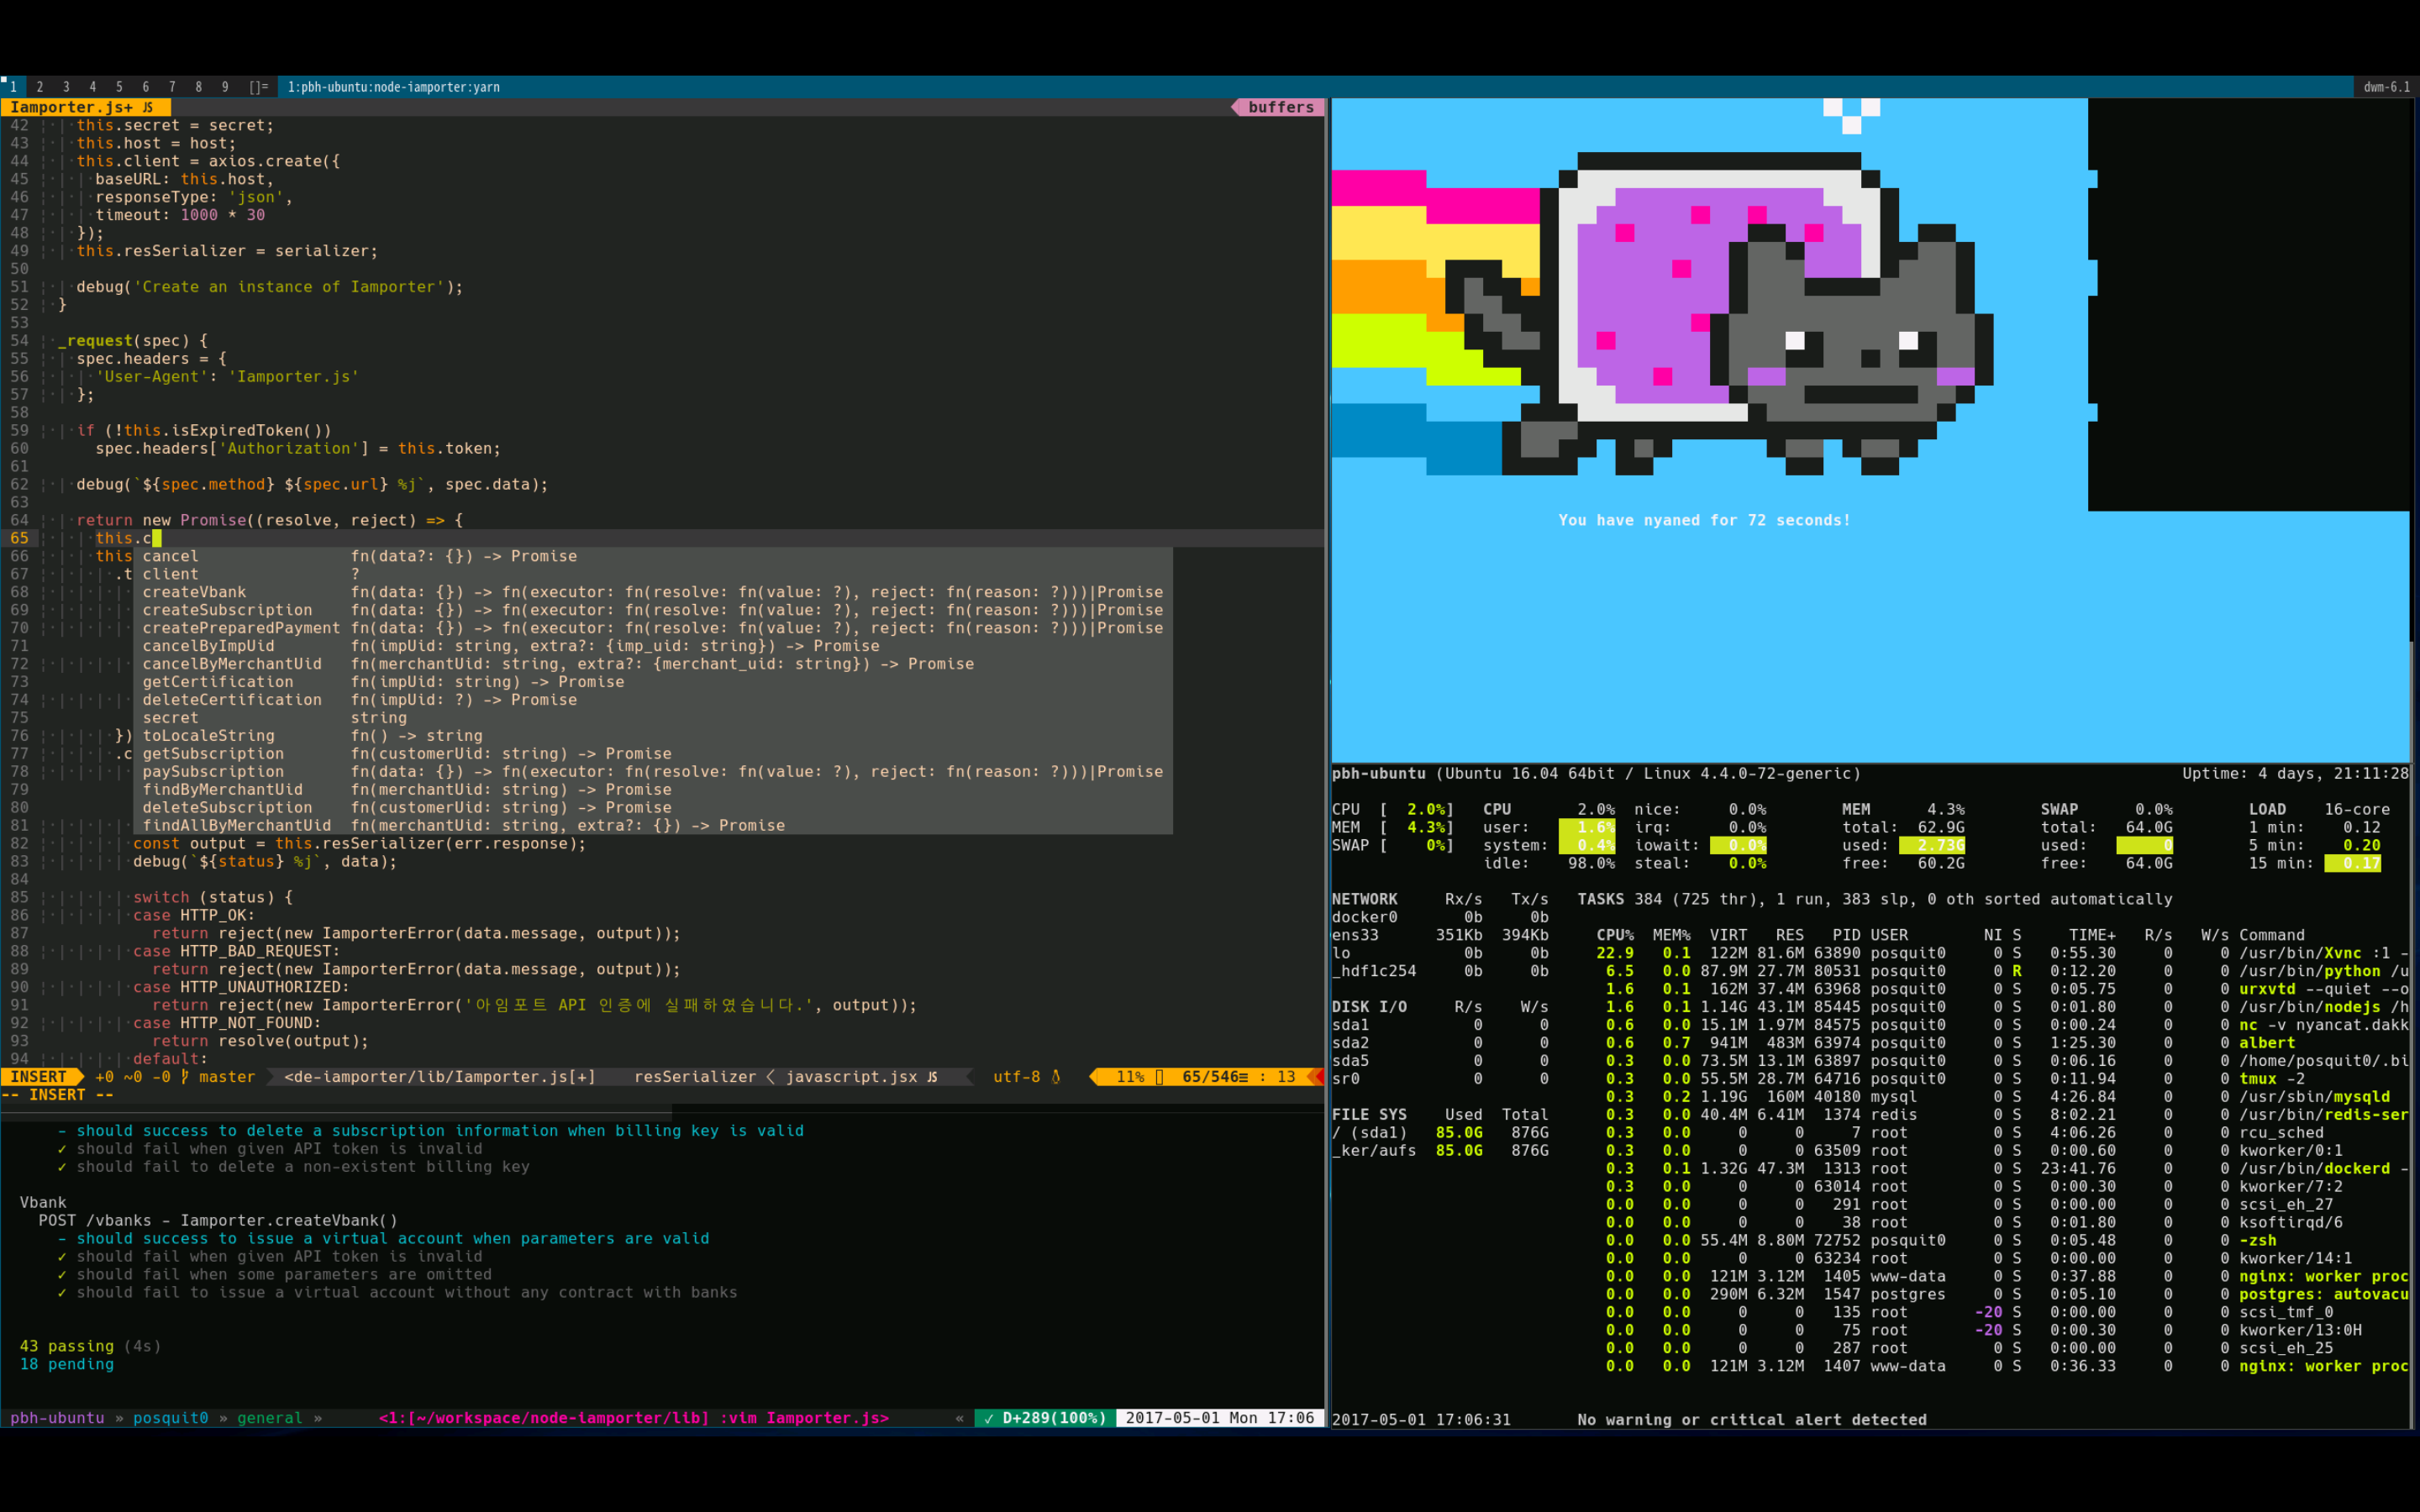 1 2 3 4 5 6 7 8 9 []= 1:pbh-ubuntu:node-iamporter:yarn dwm-6.1
Iamporter.js+ JS buffers
42 this.secret = secret;
43 this.host = host;
44 this.client = axios.create({
45 baseURL: this.host,
46 responseType: 'json',
47 timeout: 1000 * 30
48 });
49 this.resSerializer = serializer;
50
51 debug('Create an instance of Iamporter');
52 }
53
54 _request(spec) {
55 spec.headers = {
56 'User-Agent': 'Iamporter.js'
57 };
58
59 if (!this.isExpiredToken())
60 spec.headers['Authorization'] = this.token;
61
62 debug(`${spec.method} ${spec.url} %j`, spec.data);
63
64 return new Promise((resolve, reject) => {
65 this.c
66 this cancel fn(data?: {}) -> Promise
67 .t client ?
68 createVbank fn(data: {}) -> fn(executor: fn(resolve: fn(value: ?), reject: fn(reason: ?)))|Promise
69 createSubscription fn(data: {}) -> fn(executor: fn(resolve: fn(value: ?), reject: fn(reason: ?)))|Promise
70 createPreparedPayment fn(data: {}) -> fn(executor: fn(resolve: fn(value: ?), reject: fn(reason: ?)))|Promise
71 cancelByImpUid fn(impUid: string, extra?: {imp_uid: string}) -> Promise
72 cancelByMerchantUid fn(merchantUid: string, extra?: {merchant_uid: string}) -> Promise
73 getCertification fn(impUid: string) -> Promise
74 deleteCertification fn(impUid: ?) -> Promise
75 secret string
76 }) toLocaleString fn() -> string
77 .c getSubscription fn(customerUid: string) -> Promise
78 paySubscription fn(data: {}) -> fn(executor: fn(resolve: fn(value: ?), reject: fn(reason: ?)))|Promise
79 findByMerchantUid fn(merchantUid: string) -> Promise
80 deleteSubscription fn(customerUid: string) -> Promise
81 findAllByMerchantUid fn(merchantUid: string, extra?: {}) -> Promise
82 const output = this.resSerializer(err.response);
83 debug(`${status} %j`, data);
84
85 switch (status) {
86 case HTTP_OK:
87 return reject(new IamporterError(data.message, output));
88 case HTTP_BAD_REQUEST:
89 return reject(new IamporterError(data.message, output));
90 case HTTP_UNAUTHORIZED:
91 return reject(new IamporterError('아임포트 API 인증에 실패하였습니다.', output));
92 case HTTP_NOT_FOUND:
93 return resolve(output);
94 default:
INSERT +0 ~0 -0 master <de-iamporter/lib/Iamporter.js[+] resSerializer < javascript.jsx JS utf-8 11% 65/546≡ : 13
-- INSERT --
- should success to delete a subscription information when billing key is valid
✓ should fail when given API token is invalid
✓ should fail to delete a non-existent billing key
Vbank
POST /vbanks - Iamporter.createVbank()
- should success to issue a virtual account when parameters are valid
✓ should fail when given API token is invalid
✓ should fail when some parameters are omitted
✓ should fail to issue a virtual account without any contract with banks
43 passing (4s)
18 pending
pbh-ubuntu » posquit0 » general » <1:[~/workspace/node-iamporter/lib] :vim Iamporter.js> « ✓ D+289(100%) 2017-05-01 Mon 17:06
You have nyaned for 72 seconds!
pbh-ubuntu (Ubuntu 16.04 64bit / Linux 4.4.0-72-generic) Uptime: 4 days, 21:11:28
CPU [ 2.0%] CPU 2.0% nice: 0.0% MEM 4.3% SWAP 0.0% LOAD 16-core
MEM [ 4.3%] user: 1.6% irq: 0.0% total: 62.9G total: 64.0G 1 min: 0.12
SWAP [ 0%] system: 0.4% iowait: 0.0% used: 2.73G used: 0 5 min: 0.20
idle: 98.0% steal: 0.0% free: 60.2G free: 64.0G 15 min: 0.17
NETWORK Rx/s Tx/s TASKS 384 (725 thr), 1 run, 383 slp, 0 oth sorted automatically
docker0 0b 0b
ens33 351Kb 394Kb CPU% MEM% VIRT RES PID USER NI S TIME+ R/s W/s Command
lo 0b 0b 22.9 0.1 122M 81.6M 63890 posquit0 0 S 0:55.30 0 0 /usr/bin/Xvnc :1 -
_hdf1c254 0b 0b 6.5 0.0 87.9M 27.7M 80531 posquit0 0 R 0:12.20 0 0 /usr/bin/python /u
1.6 0.1 162M 37.4M 63968 posquit0 0 S 0:05.75 0 0 urxvtd --quiet --o
DISK I/O R/s W/s 1.6 0.1 1.14G 43.1M 85445 posquit0 0 S 0:01.80 0 0 /usr/bin/nodejs /h
sda1 0 0 0.6 0.0 15.1M 1.97M 84575 posquit0 0 S 0:00.24 0 0 nc -v nyancat.dakk
sda2 0 0 0.6 0.7 941M 483M 63974 posquit0 0 S 1:25.30 0 0 albert
sda5 0 0 0.3 0.0 73.5M 13.1M 63897 posquit0 0 S 0:06.16 0 0 /home/posquit0/.bi
sr0 0 0 0.3 0.0 55.5M 28.7M 64716 posquit0 0 S 0:11.94 0 0 tmux -2
0.3 0.2 1.19G 160M 40180 mysql 0 S 4:26.84 0 0 /usr/sbin/mysqld
FILE SYS Used Total 0.3 0.0 40.4M 6.41M 1374 redis 0 S 8:02.21 0 0 /usr/bin/redis-ser
/ (sda1) 85.0G 876G 0.3 0.0 0 0 7 root 0 S 4:06.26 0 0 rcu_sched
_ker/aufs 85.0G 876G 0.3 0.0 0 0 63509 root 0 S 0:00.60 0 0 kworker/0:1
0.3 0.1 1.32G 47.3M 1313 root 0 S 23:41.76 0 0 /usr/bin/dockerd -
0.3 0.0 0 0 63014 root 0 S 0:00.30 0 0 kworker/7:2
0.0 0.0 0 0 291 root 0 S 0:00.00 0 0 scsi_eh_27
0.0 0.0 0 0 38 root 0 S 0:01.80 0 0 ksoftirqd/6
0.0 0.0 55.4M 8.80M 72752 posquit0 0 S 0:05.48 0 0 -zsh
0.0 0.0 0 0 63234 root 0 S 0:00.00 0 0 kworker/14:1
0.0 0.0 121M 3.12M 1405 www-data 0 S 0:37.88 0 0 nginx: worker proc
0.0 0.0 290M 6.32M 1547 postgres 0 S 0:05.10 0 0 postgres: autovacu
0.0 0.0 0 0 135 root -20 S 0:00.00 0 0 scsi_tmf_0
0.0 0.0 0 0 75 root -20 S 0:00.30 0 0 kworker/13:0H
0.0 0.0 0 0 287 root 0 S 0:00.00 0 0 scsi_eh_25
0.0 0.0 121M 3.12M 1407 www-data 0 S 0:36.33 0 0 nginx: worker proc
2017-05-01 17:06:31 No warning or critical alert detected